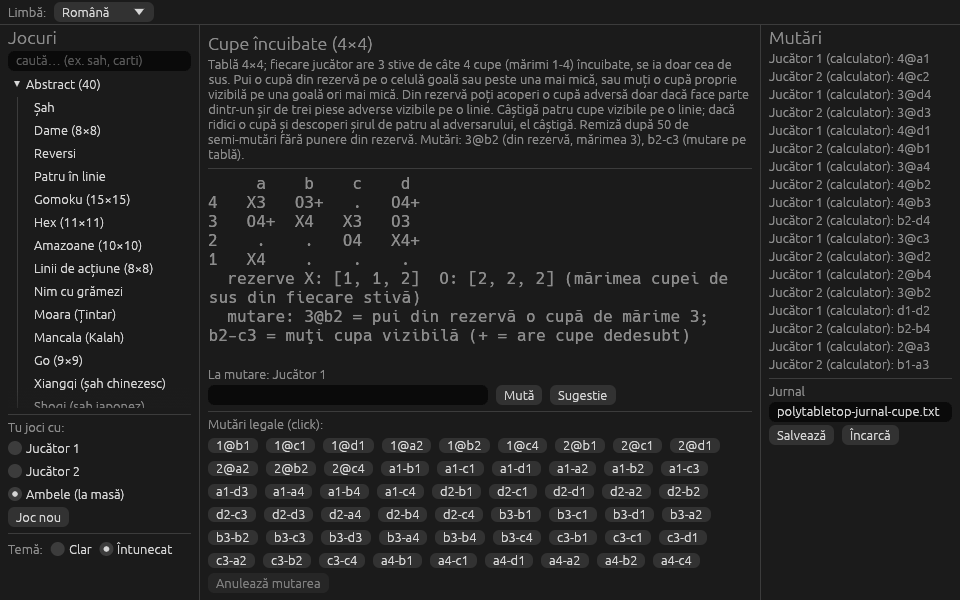 Limbă: Română
Jocuri
caută... (ex. sah, carti)
Abstract (40)
Șah
Dame (8×8)
Reversi
Patru în linie
Gomoku (15×15)
Hex (11×11)
Amazoane (10×10)
Linii de acțiune (8×8)
Nim cu grămezi
Moara (Țintar)
Mancala (Kalah)
Go (9×9)
Xiangqi (șah chinezesc)
Shogi (șah japonez)
Tu joci cu:
Jucător 1
Jucător 2
Ambele (la masă)
Joc nou
Temă: Clar Întunecat
Cupe încuibate (4×4)
Tablă 4×4; fiecare jucător are 3 stive de câte 4 cupe (mărimi 1-4) încuibate, se ia doar cea de
sus. Pui o cupă din rezervă pe o celulă goală sau peste una mai mică, sau muți o cupă proprie
vizibilă pe una goală ori mai mică. Din rezervă poți acoperi o cupă adversă doar dacă face parte
dintr-un șir de trei piese adverse vizibile pe o linie. Câștigă patru cupe vizibile pe o linie; dacă
ridici o cupă și descoperi șirul de patru al adversarului, el câștigă. Remiză după 50 de
semi-mutări fără punere din rezervă. Mutări: 3@b2 (din rezervă, mărimea 3), b2-c3 (mutare pe
tablă).
a b c d
4 X3 O3+ . O4+
3 O4+ X4 X3 O3
2 . . O4 X4+
1 X4 . . .
rezerve X: [1, 1, 2] O: [2, 2, 2] (mărimea cupei de
sus din fiecare stivă)
mutare: 3@b2 = pui din rezervă o cupă de mărime 3;
b2-c3 = muţi cupa vizibilă (+ = are cupe dedesubt)
La mutare: Jucător 1
Mută Sugestie
Mutări legale (click):
1@b1 1@c1 1@d1 1@a2 1@b2 1@c4 2@b1 2@c1 2@d1
2@a2 2@b2 2@c4 a1-b1 a1-c1 a1-d1 a1-a2 a1-b2 a1-c3
a1-d3 a1-a4 a1-b4 a1-c4 d2-b1 d2-c1 d2-d1 d2-a2 d2-b2
d2-c3 d2-d3 d2-a4 d2-b4 d2-c4 b3-b1 b3-c1 b3-d1 b3-a2
b3-b2 b3-c3 b3-d3 b3-a4 b3-b4 b3-c4 c3-b1 c3-c1 c3-d1
c3-a2 c3-b2 c3-c4 a4-b1 a4-c1 a4-d1 a4-a2 a4-b2 a4-c4
Anulează mutarea
Mutări
Jucător 1 (calculator): 4@a1
Jucător 2 (calculator): 4@c2
Jucător 1 (calculator): 3@d4
Jucător 2 (calculator): 3@d3
Jucător 1 (calculator): 4@d1
Jucător 2 (calculator): 4@b1
Jucător 1 (calculator): 3@a4
Jucător 2 (calculator): 4@b2
Jucător 1 (calculator): 4@b3
Jucător 2 (calculator): b2-d4
Jucător 1 (calculator): 3@c3
Jucător 2 (calculator): 3@d2
Jucător 1 (calculator): 2@b4
Jucător 2 (calculator): 3@b2
Jucător 1 (calculator): d1-d2
Jucător 2 (calculator): b2-b4
Jucător 1 (calculator): 2@a3
Jucător 2 (calculator): b1-a3
Jurnal
polytabletop-jurnal-cupe.txt
Salvează Încarcă